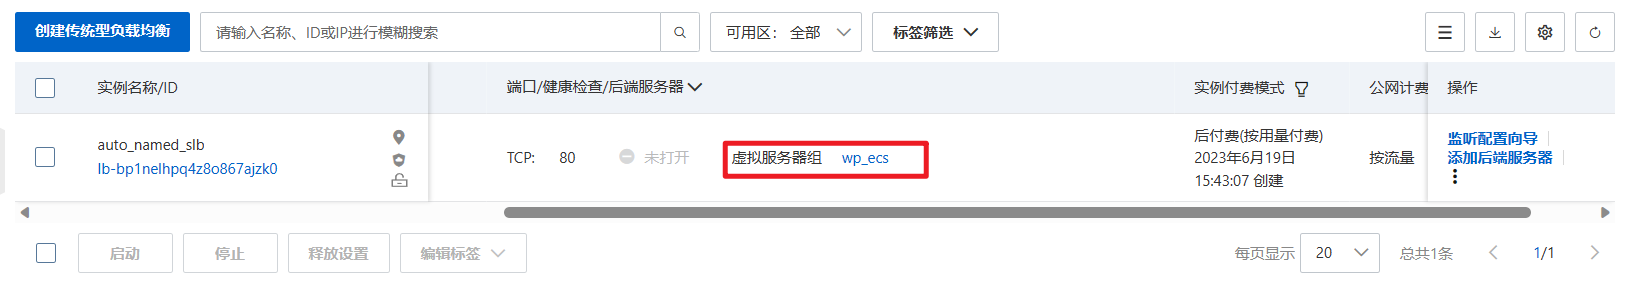 创建传统型负载均衡
请输入名称、ID或IP进行模糊搜索
可用区： 全部
标签筛选
实例名称/ID
端口/健康检查/后端服务器
实例付费模式
公网计费
操作
auto_named_slb
lb-bp1nelhpq4z8o867ajzk0
TCP: 80
未打开
虚拟服务器组 wp_ecs
后付费(按用量付费)
2023年6月19日
15:43:07 创建
按流量
监听配置向导
添加后端服务器
启动
停止
释放设置
编辑标签
每页显示
20
总共1条
1/1